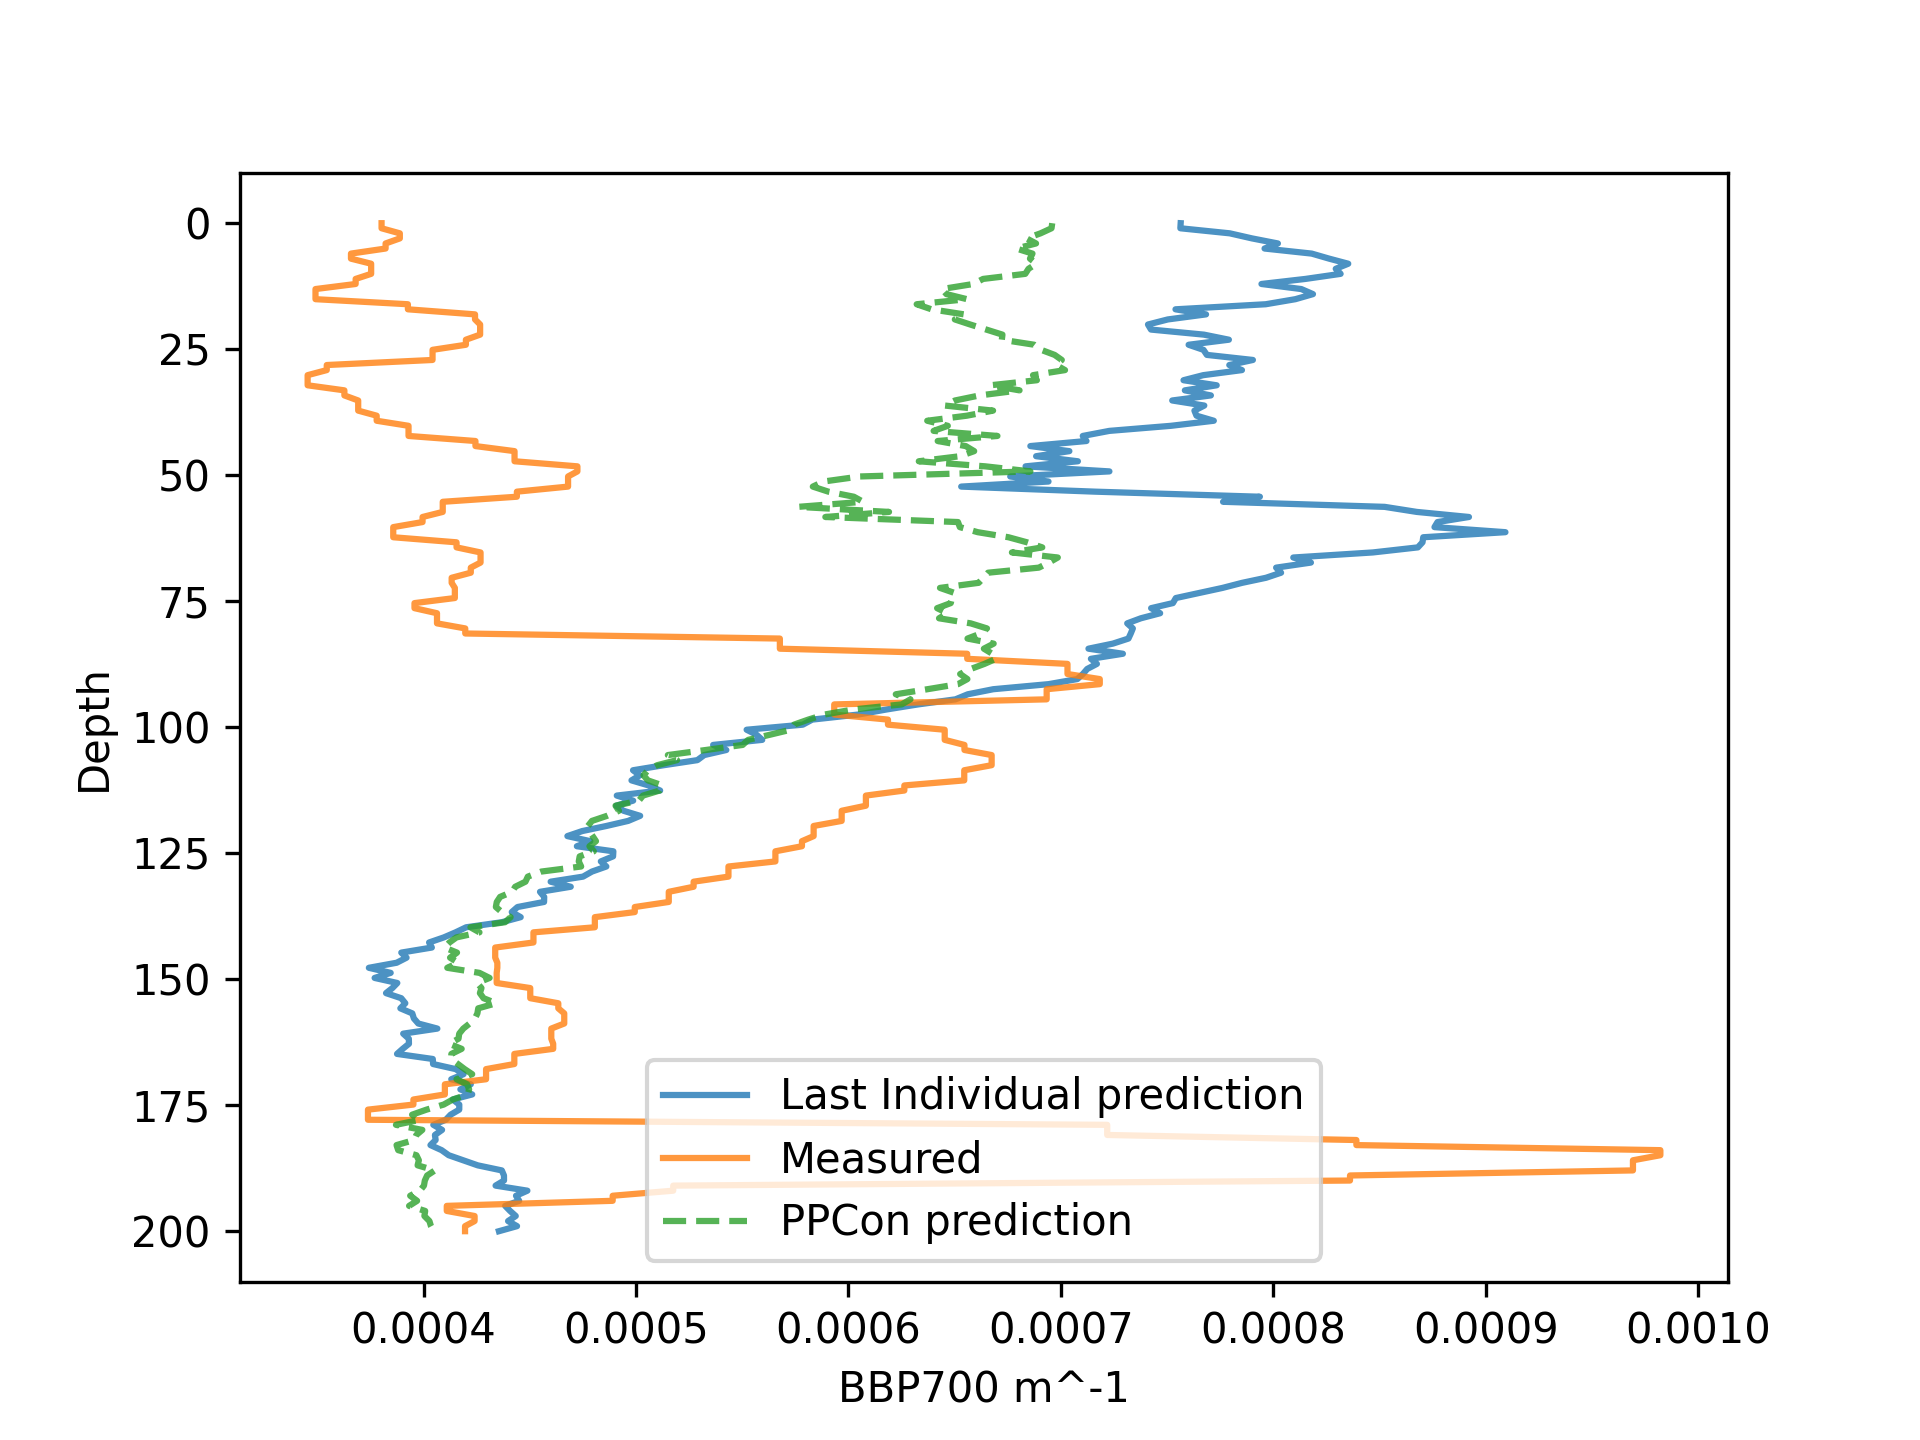 0
25
50
75
100
125
150
175
200
Depth
Last Individual prediction
Measured
PPCon prediction
0.0004 0.0005 0.0006 0.0007 0.0008 0.0009 0.0010
BBP700 m^-1